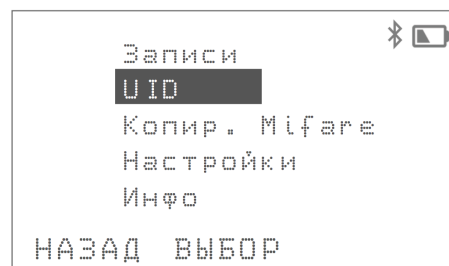 Записи
UID
Копир. Mifare
Настройки
Инфо
НАЗАД ВЫБОР